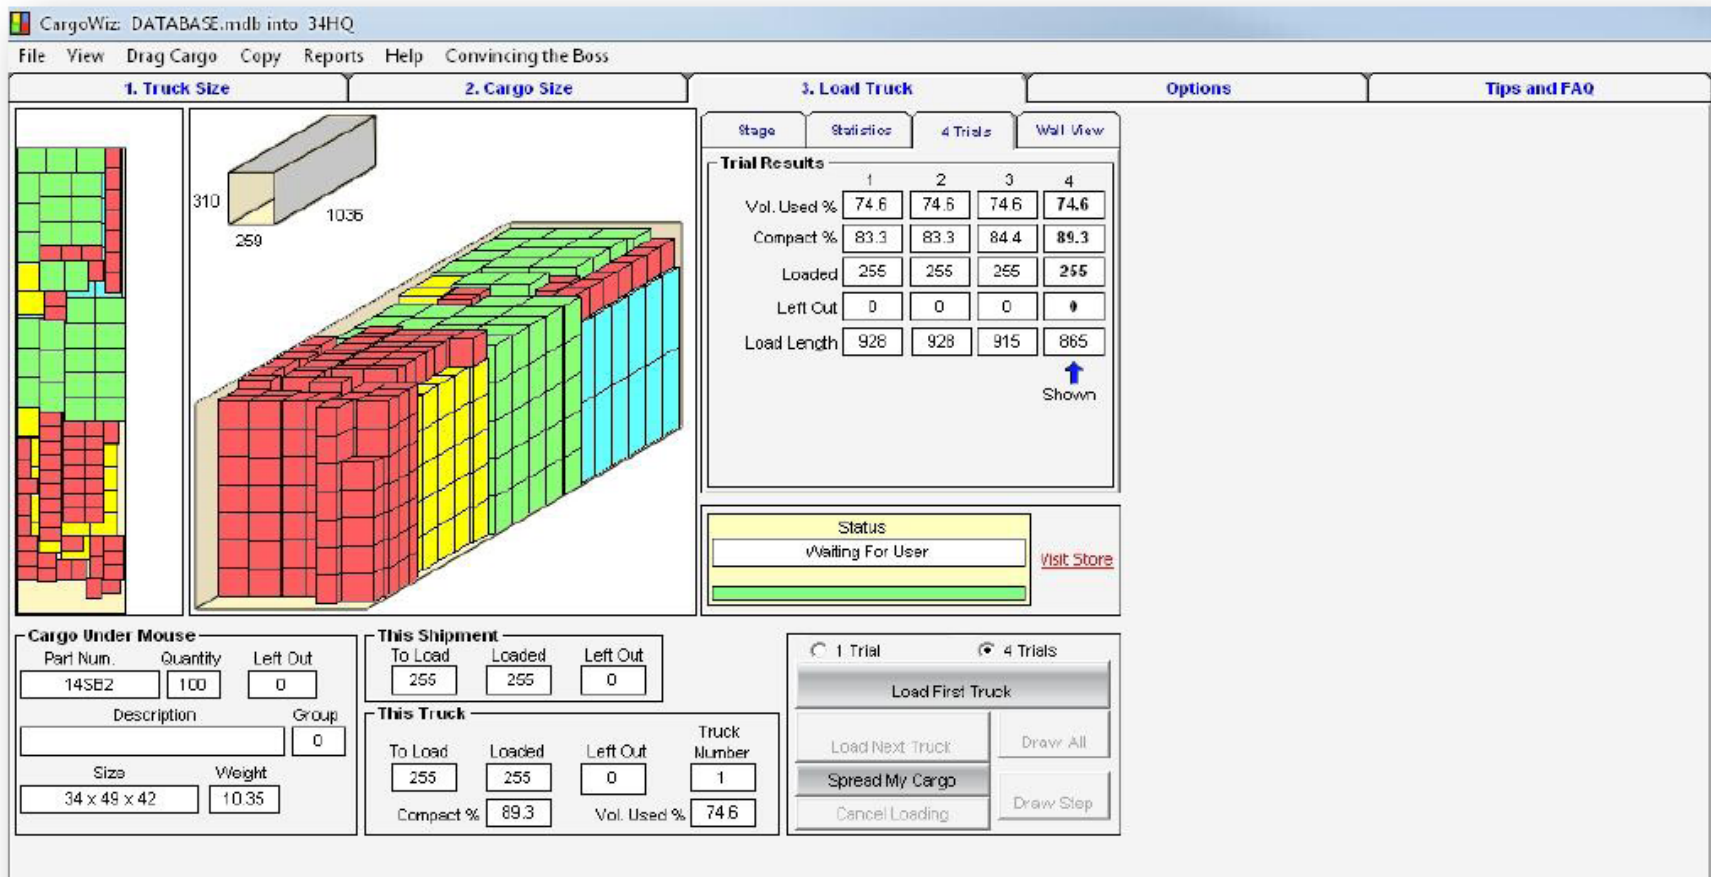 CargoWiz: DATABASE.mdb into 34HQ
File View Drag Cargo Copy Reports Help Convincing the Boss
1. Truck Size 2. Cargo Size 3. Load Truck Options Tips and FAQ
310
1036
259
Stage Statistics 4 Trials Wall View
Trial Results
1 2 3 4
Vol. Used % 74.6 74.6 74.6 74.6
Compact % 83.3 83.3 84.4 89.3
Loaded 255 255 255 255
Left Out 0 0 0 0
Load Length 928 928 915 865
Shown
Status
Waiting For User
Visit Store
Cargo Under Mouse
Part Num. Quantity Left Out
14SB2 100 0
Description Group
0
Size Weight
34 x 49 x 42 10.35
This Shipment
To Load Loaded Left Out
255 255 0
This Truck
To Load Loaded Left Out Truck Number
255 255 0 1
Compact % 89.3 Vol. Used % 74.6
1 Trial 4 Trials
Load First Truck
Load Next Truck Draw All
Spread My Cargo
Cancel Loading Draw Step